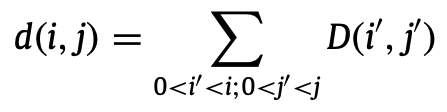 d(i,j) = ∑ D(i′,j′)
0<i′<i;0<j′<j